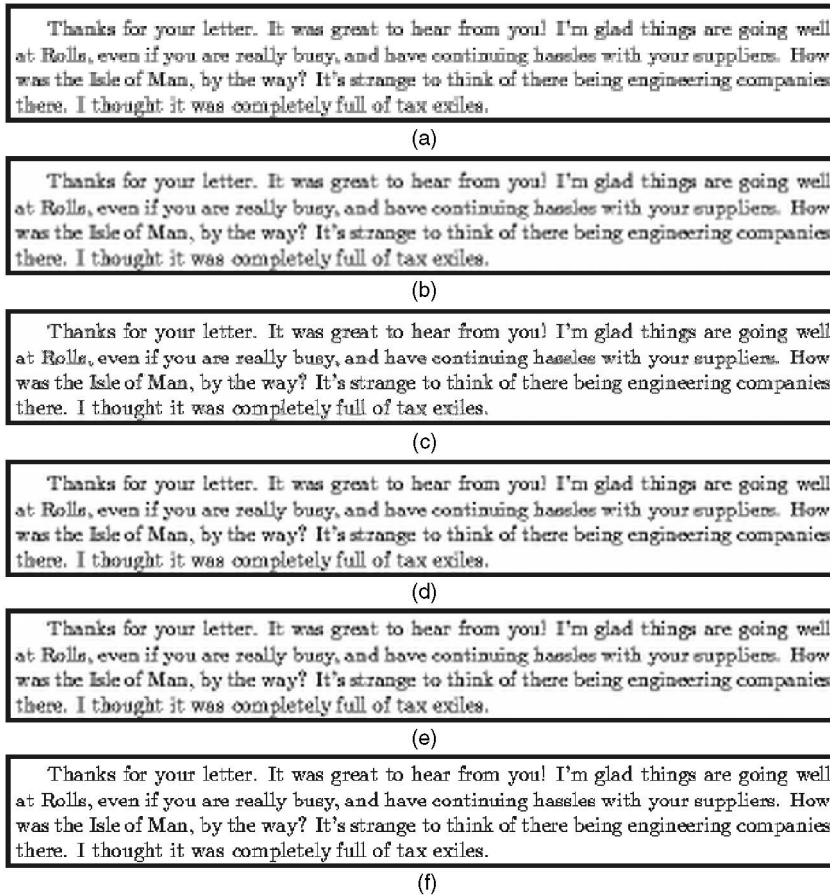 Thanks for your letter. It was great to hear from you! I'm glad things are going well
at Rolls, even if you are really busy, and have continuing hassles with your suppliers. How
was the Isle of Man, by the way? It's strange to think of there being engineering companies
there. I thought it was completely full of tax exiles.
(a)
Thanks for your letter. It was great to hear from you! I'm glad things are going well
at Rolls, even if you are really busy, and have continuing hassles with your suppliers. How
was the Isle of Man, by the way? It's strange to think of there being engineering companies
there. I thought it was completely full of tax exiles.
(b)
Thanks for your letter. It was great to hear from you! I'm glad things are going well
at Rolls, even if you are really busy, and have continuing hassles with your suppliers. How
was the Isle of Man, by the way? It's strange to think of there being engineering companies
there. I thought it was completely full of tax exiles.
(c)
Thanks for your letter. It was great to hear from you! I'm glad things are going well
at Rolls, even if you are really busy, and have continuing hassles with your suppliers. How
was the Isle of Man, by the way? It's strange to think of there being engineering companies
there. I thought it was completely full of tax exiles.
(d)
Thanks for your letter. It was great to hear from you! I'm glad things are going well
at Rolls, even if you are really busy, and have continuing hassles with your suppliers. How
was the Isle of Man, by the way? It's strange to think of there being engineering companies
there. I thought it was completely full of tax exiles.
(e)
Thanks for your letter. It was great to hear from you! I'm glad things are going well
at Rolls, even if you are really busy, and have continuing hassles with your suppliers. How
was the Isle of Man, by the way? It's strange to think of there being engineering companies
there. I thought it was completely full of tax exiles.
(f)